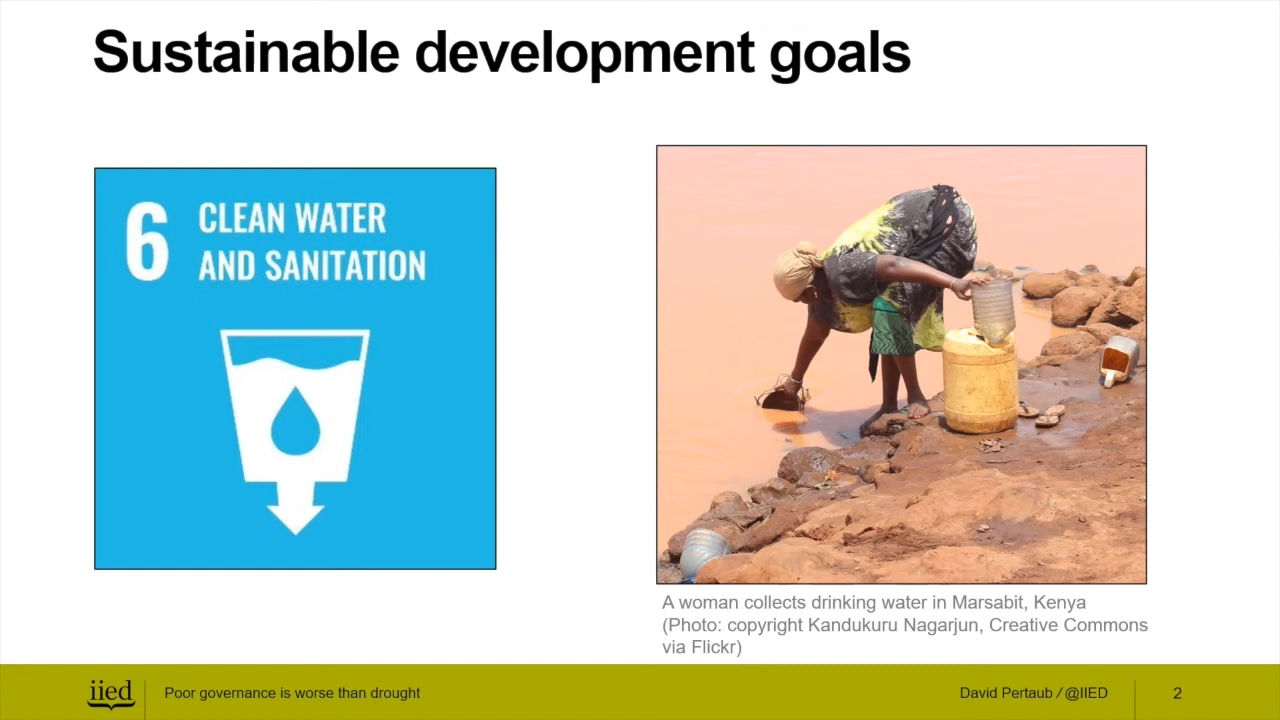 Sustainable development goals
6 CLEAN WATER
AND SANITATION
A woman collects drinking water in Marsabit, Kenya
(Photo: copyright Kandukuru Nagarjun, Creative Commons
via Flickr)
iied Poor governance is worse than drought David Pertaub / @IIED 2